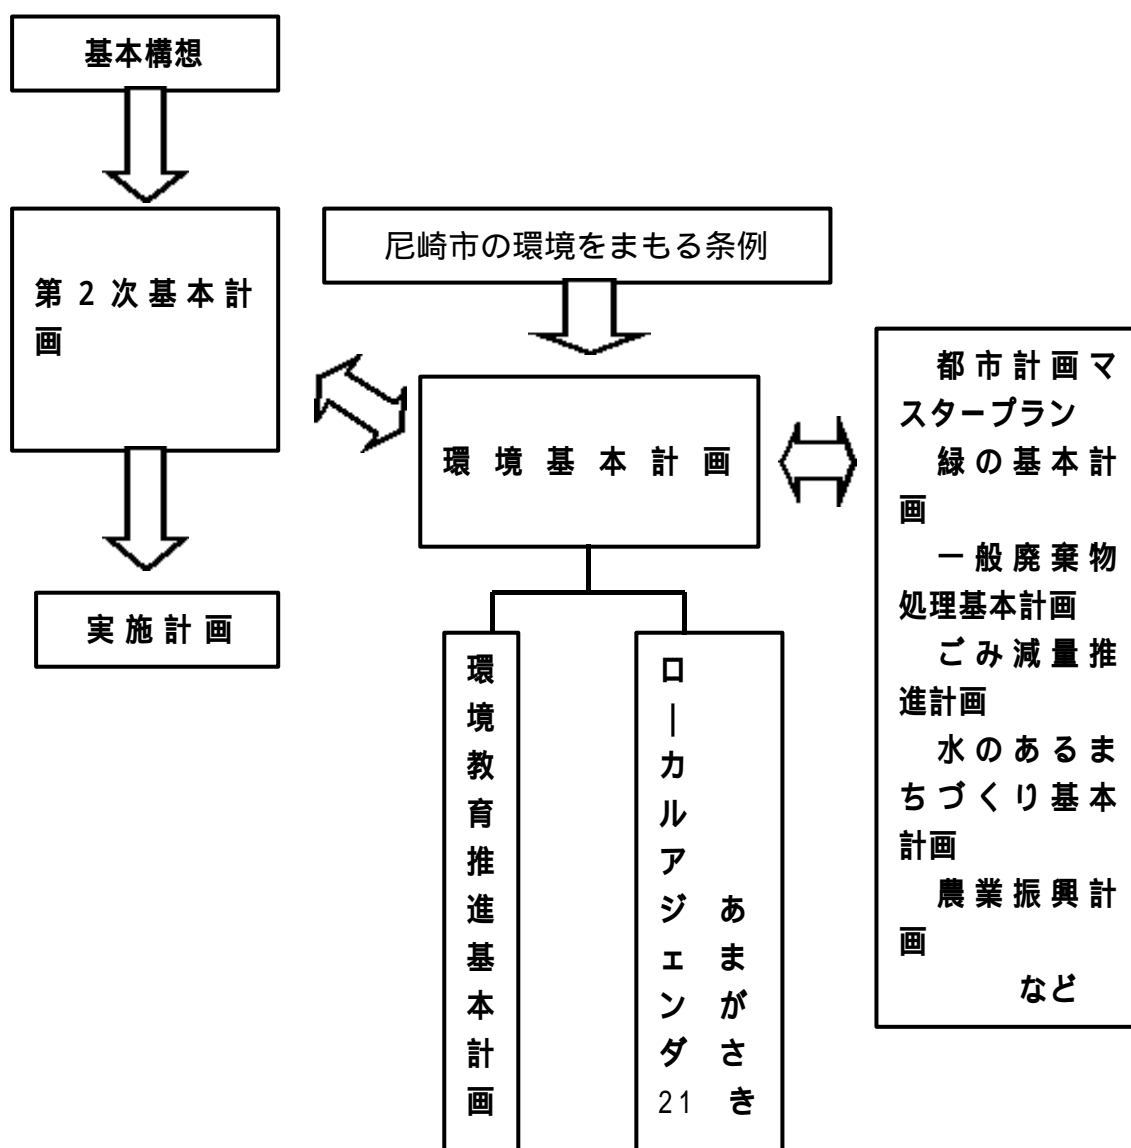 基本構想
第２次基本計
画
実施計画
尼崎市の環境をまもる条例
環境基本計画
環境教育推進基本計画
ローカルアジェンダ21
あまがさき
都市計画マ
スタープラン
緑の基本計
画
一般廃棄物
処理基本計画
ごみ減量推
進計画
水のあるま
ちづくり基本
計画
農業振興計
画
など